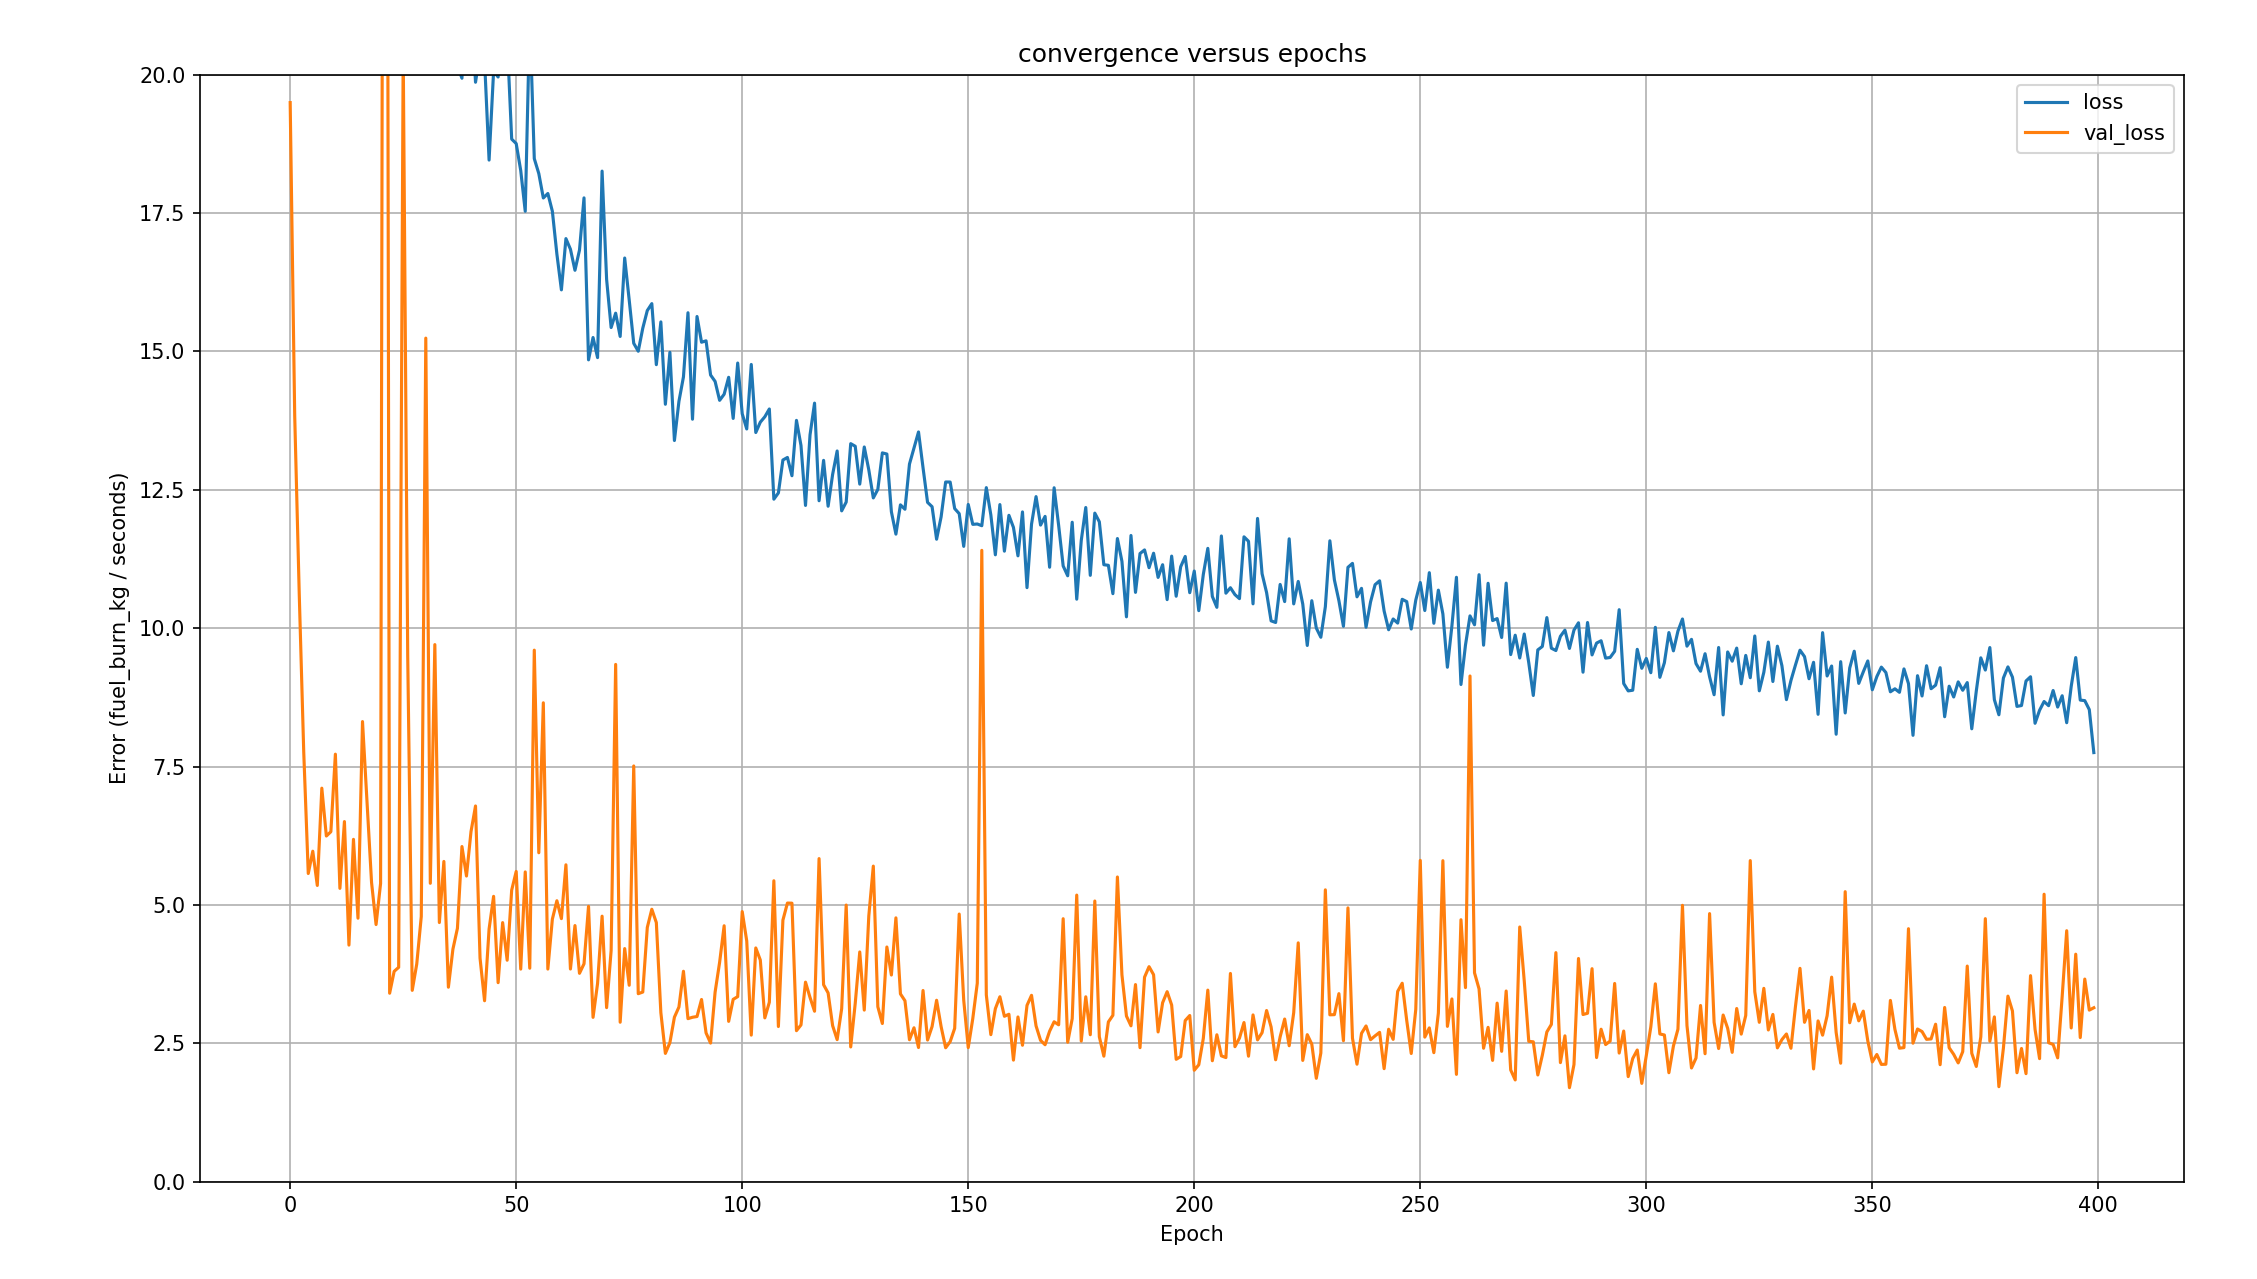 convergence versus epochs
loss
val_loss
Error (fuel_burn_kg / seconds)
20.0
17.5
15.0
12.5
10.0
7.5
5.0
2.5
0.0
0 50 100 150 200 250 300 350 400
Epoch